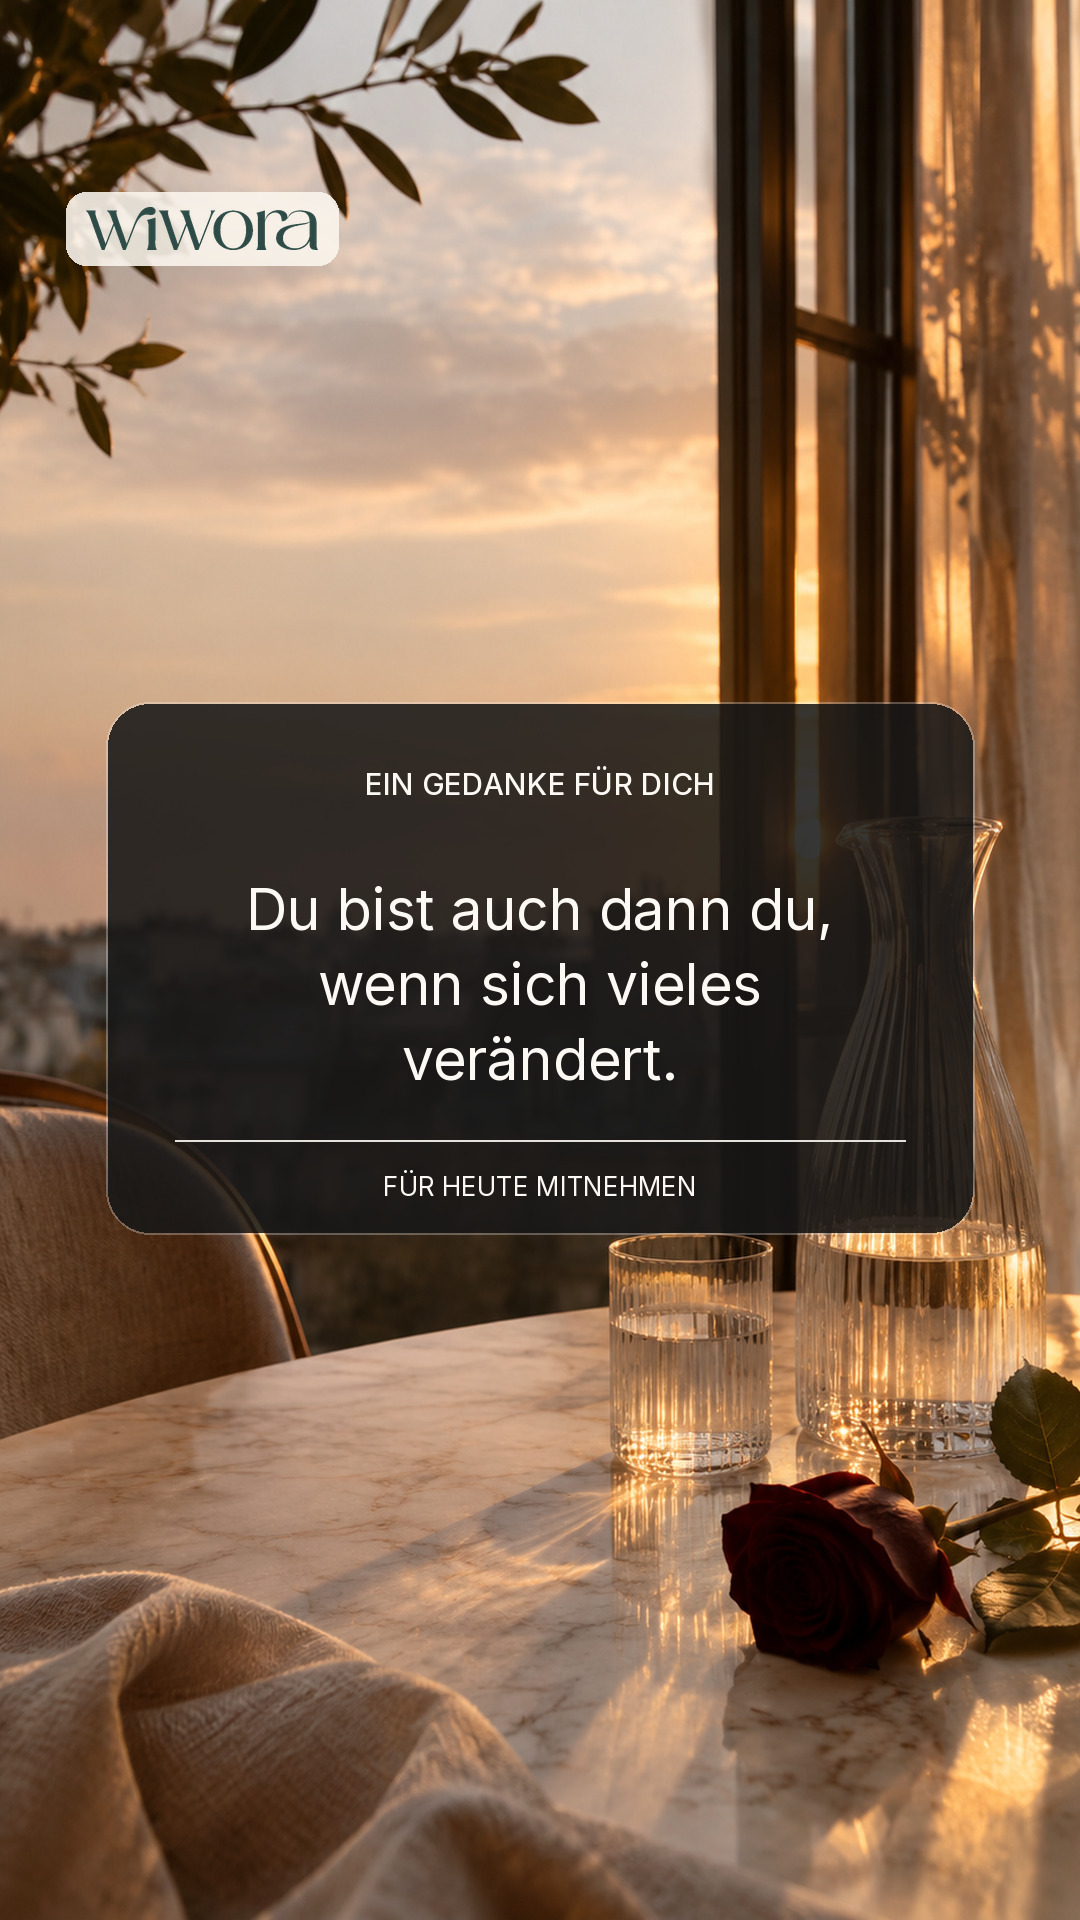 wiwora
EIN GEDANKE FÜR DICH
Du bist auch dann du,
wenn sich vieles
verändert.
FÜR HEUTE MITNEHMEN